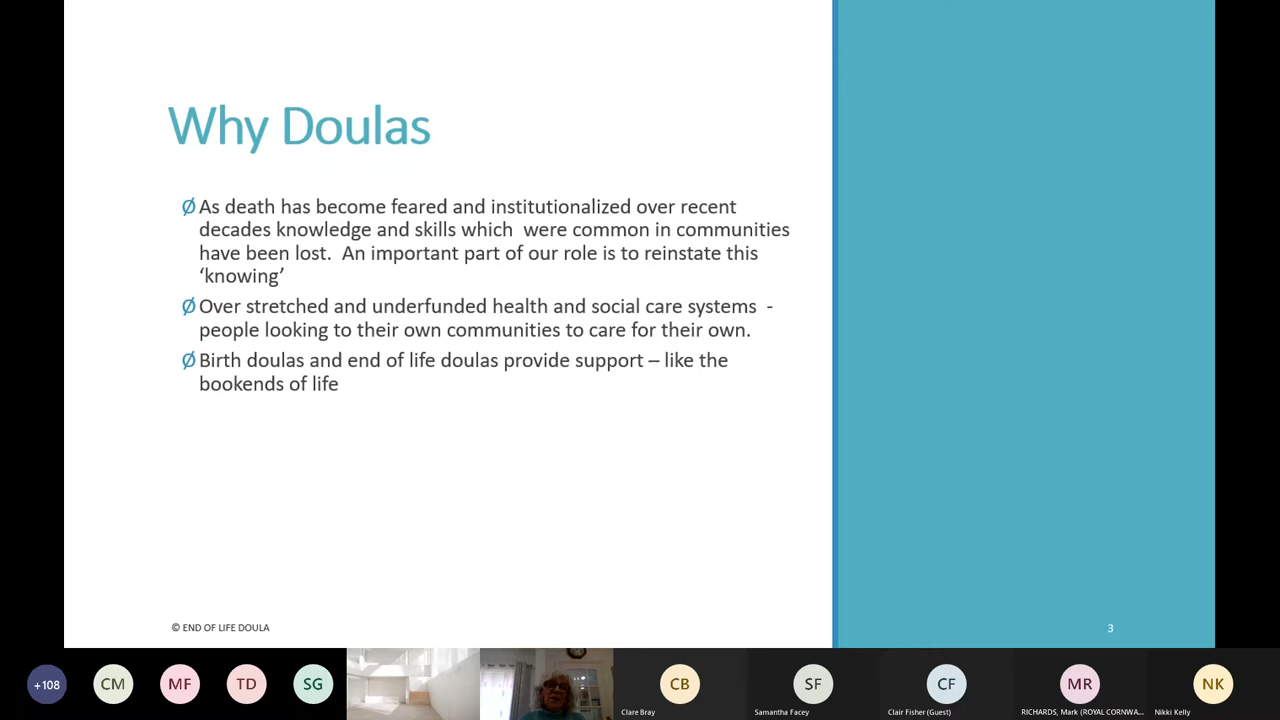 Why Doulas
Ø As death has become feared and institutionalized over recent
decades knowledge and skills which were common in communities
have been lost. An important part of our role is to reinstate this
‘knowing’
Ø Over stretched and underfunded health and social care systems -
people looking to their own communities to care for their own.
Ø Birth doulas and end of life doulas provide support – like the
bookends of life
© END OF LIFE DOULA
3
+108
CM
MF
TD
SG
CB
SF
CF
MR
NK
Clare Bray
Samantha Facey
Clair Fisher (Guest)
RICHARDS, Mark (ROYAL CORNWA...
Nikki Kelly